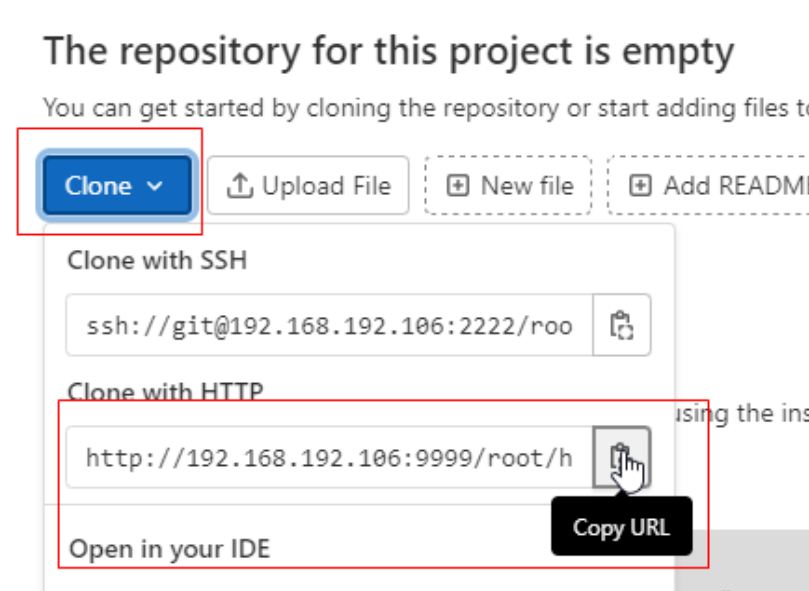 The repository for this project is empty
You can get started by cloning the repository or start adding files to
Clone Upload File New file Add README
Clone with SSH
ssh://git@192.168.192.106:2222/roo
Clone with HTTP
using the ins
http://192.168.192.106:9999/root/h
Copy URL
Open in your IDE